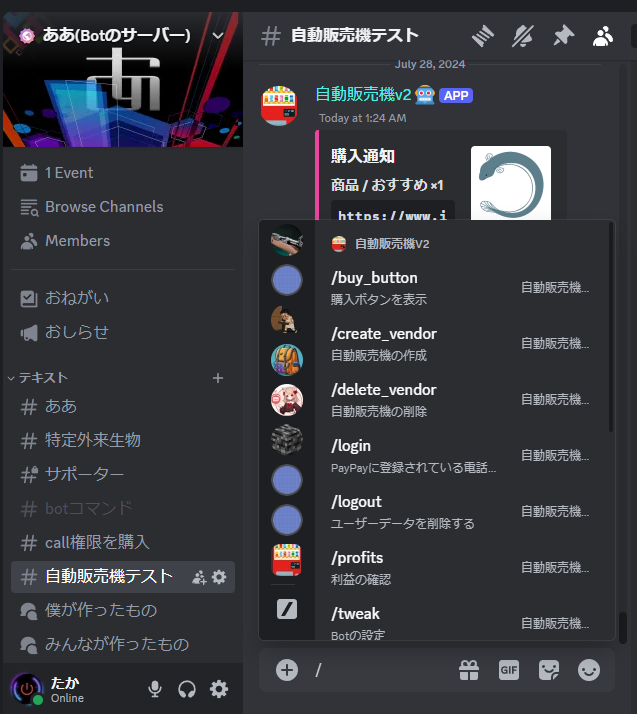 ああ(Botのサーバー)
あ
1 Event
Browse Channels
Members
おねがい
おしらせ
テキスト
ああ
特定外来生物
サポーター
botコマンド
call権限を購入
自動販売機テスト
僕が作ったもの
みんなが作ったもの
たか
Online
自動販売機テスト
July 28, 2024
自動販売機v2 APP
Today at 1:24 AM
購入通知
商品 / おすすめ ×1
https://www.i
自動販売機V2
/buy_button
購入ボタンを表示
自動販売機...
/create_vendor
自動販売機の作成
自動販売機...
/delete_vendor
自動販売機の削除
自動販売機...
/login
PayPayに登録されている電話...
自動販売機...
/logout
ユーザーデータを削除する
自動販売機...
/profits
利益の確認
自動販売機...
/tweak
Botの設定
自動販売機...
/
GIF